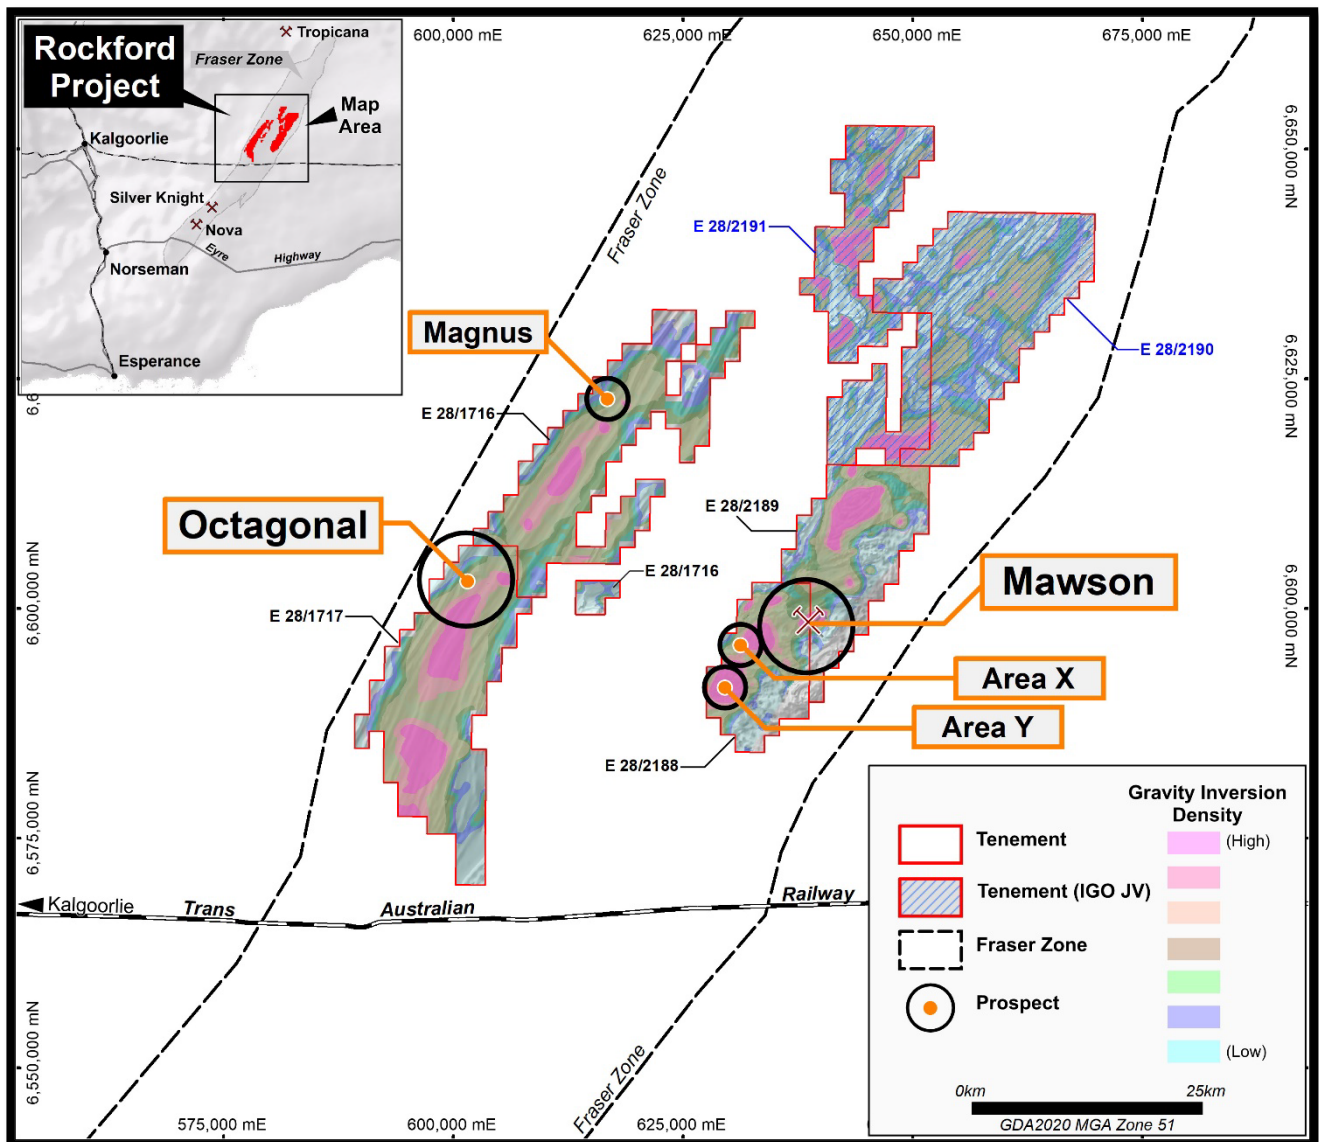 600,000 mE
625,000 mE
650,000 mE
675,000 mE
Rockford
Project
Tropicana
Fraser Zone
Map
Area
Kalgoorlie
Silver Knight
Nova
Eyre
Highway
Norseman
Esperance
6,650,000 mN
Fraser Zone
E 28/2191
Magnus
E 28/2190
6,625,000 mN
6,6
E 28/1716
Octagonal
E 28/2189
6,600,000 mN
E 28/1716
Mawson
6,600,000 mN
E 28/1717
Area X
Area Y
E 28/2188
6,575,000 mN
Kalgoorlie
Trans
Australian
Railway
Gravity Inversion
Density
Tenement
(High)
Tenement (IGO JV)
Fraser Zone
Prospect
(Low)
6,550,000 mN
Fraser Zone
0km
25km
GDA2020 MGA Zone 51
575,000 mE
600,000 mE
625,000 mE